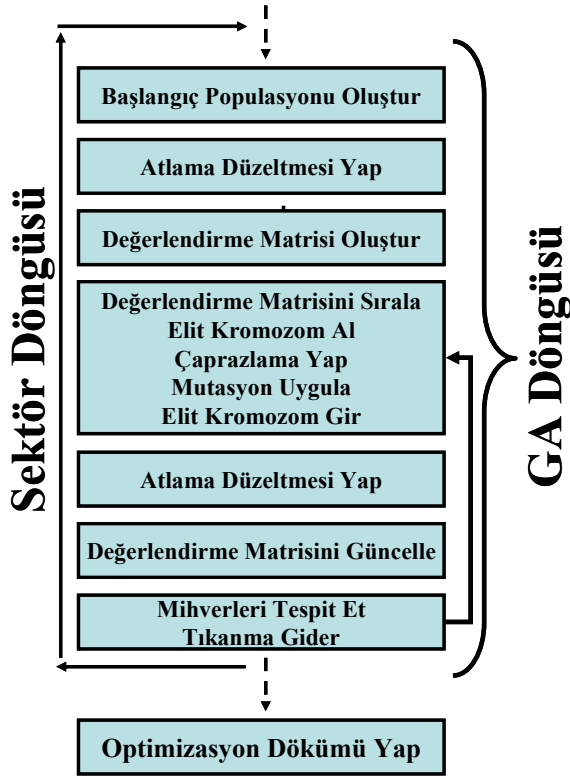 Başlangıç Populasyonu Oluştur
Atlama Düzeltmesi Yap
Değerlendirme Matrisi Oluştur
Değerlendirme Matrisini Sırala
Elit Kromozom Al
Çaprazlama Yap
Mutasyon Uygula
Elit Kromozom Gir
Atlama Düzeltmesi Yap
Değerlendirme Matrisini Güncelle
Mihverleri Tespit Et
Tıkanma Gider
Optimizasyon Dökümü Yap
Sektör Döngüsü
GA Döngüsü